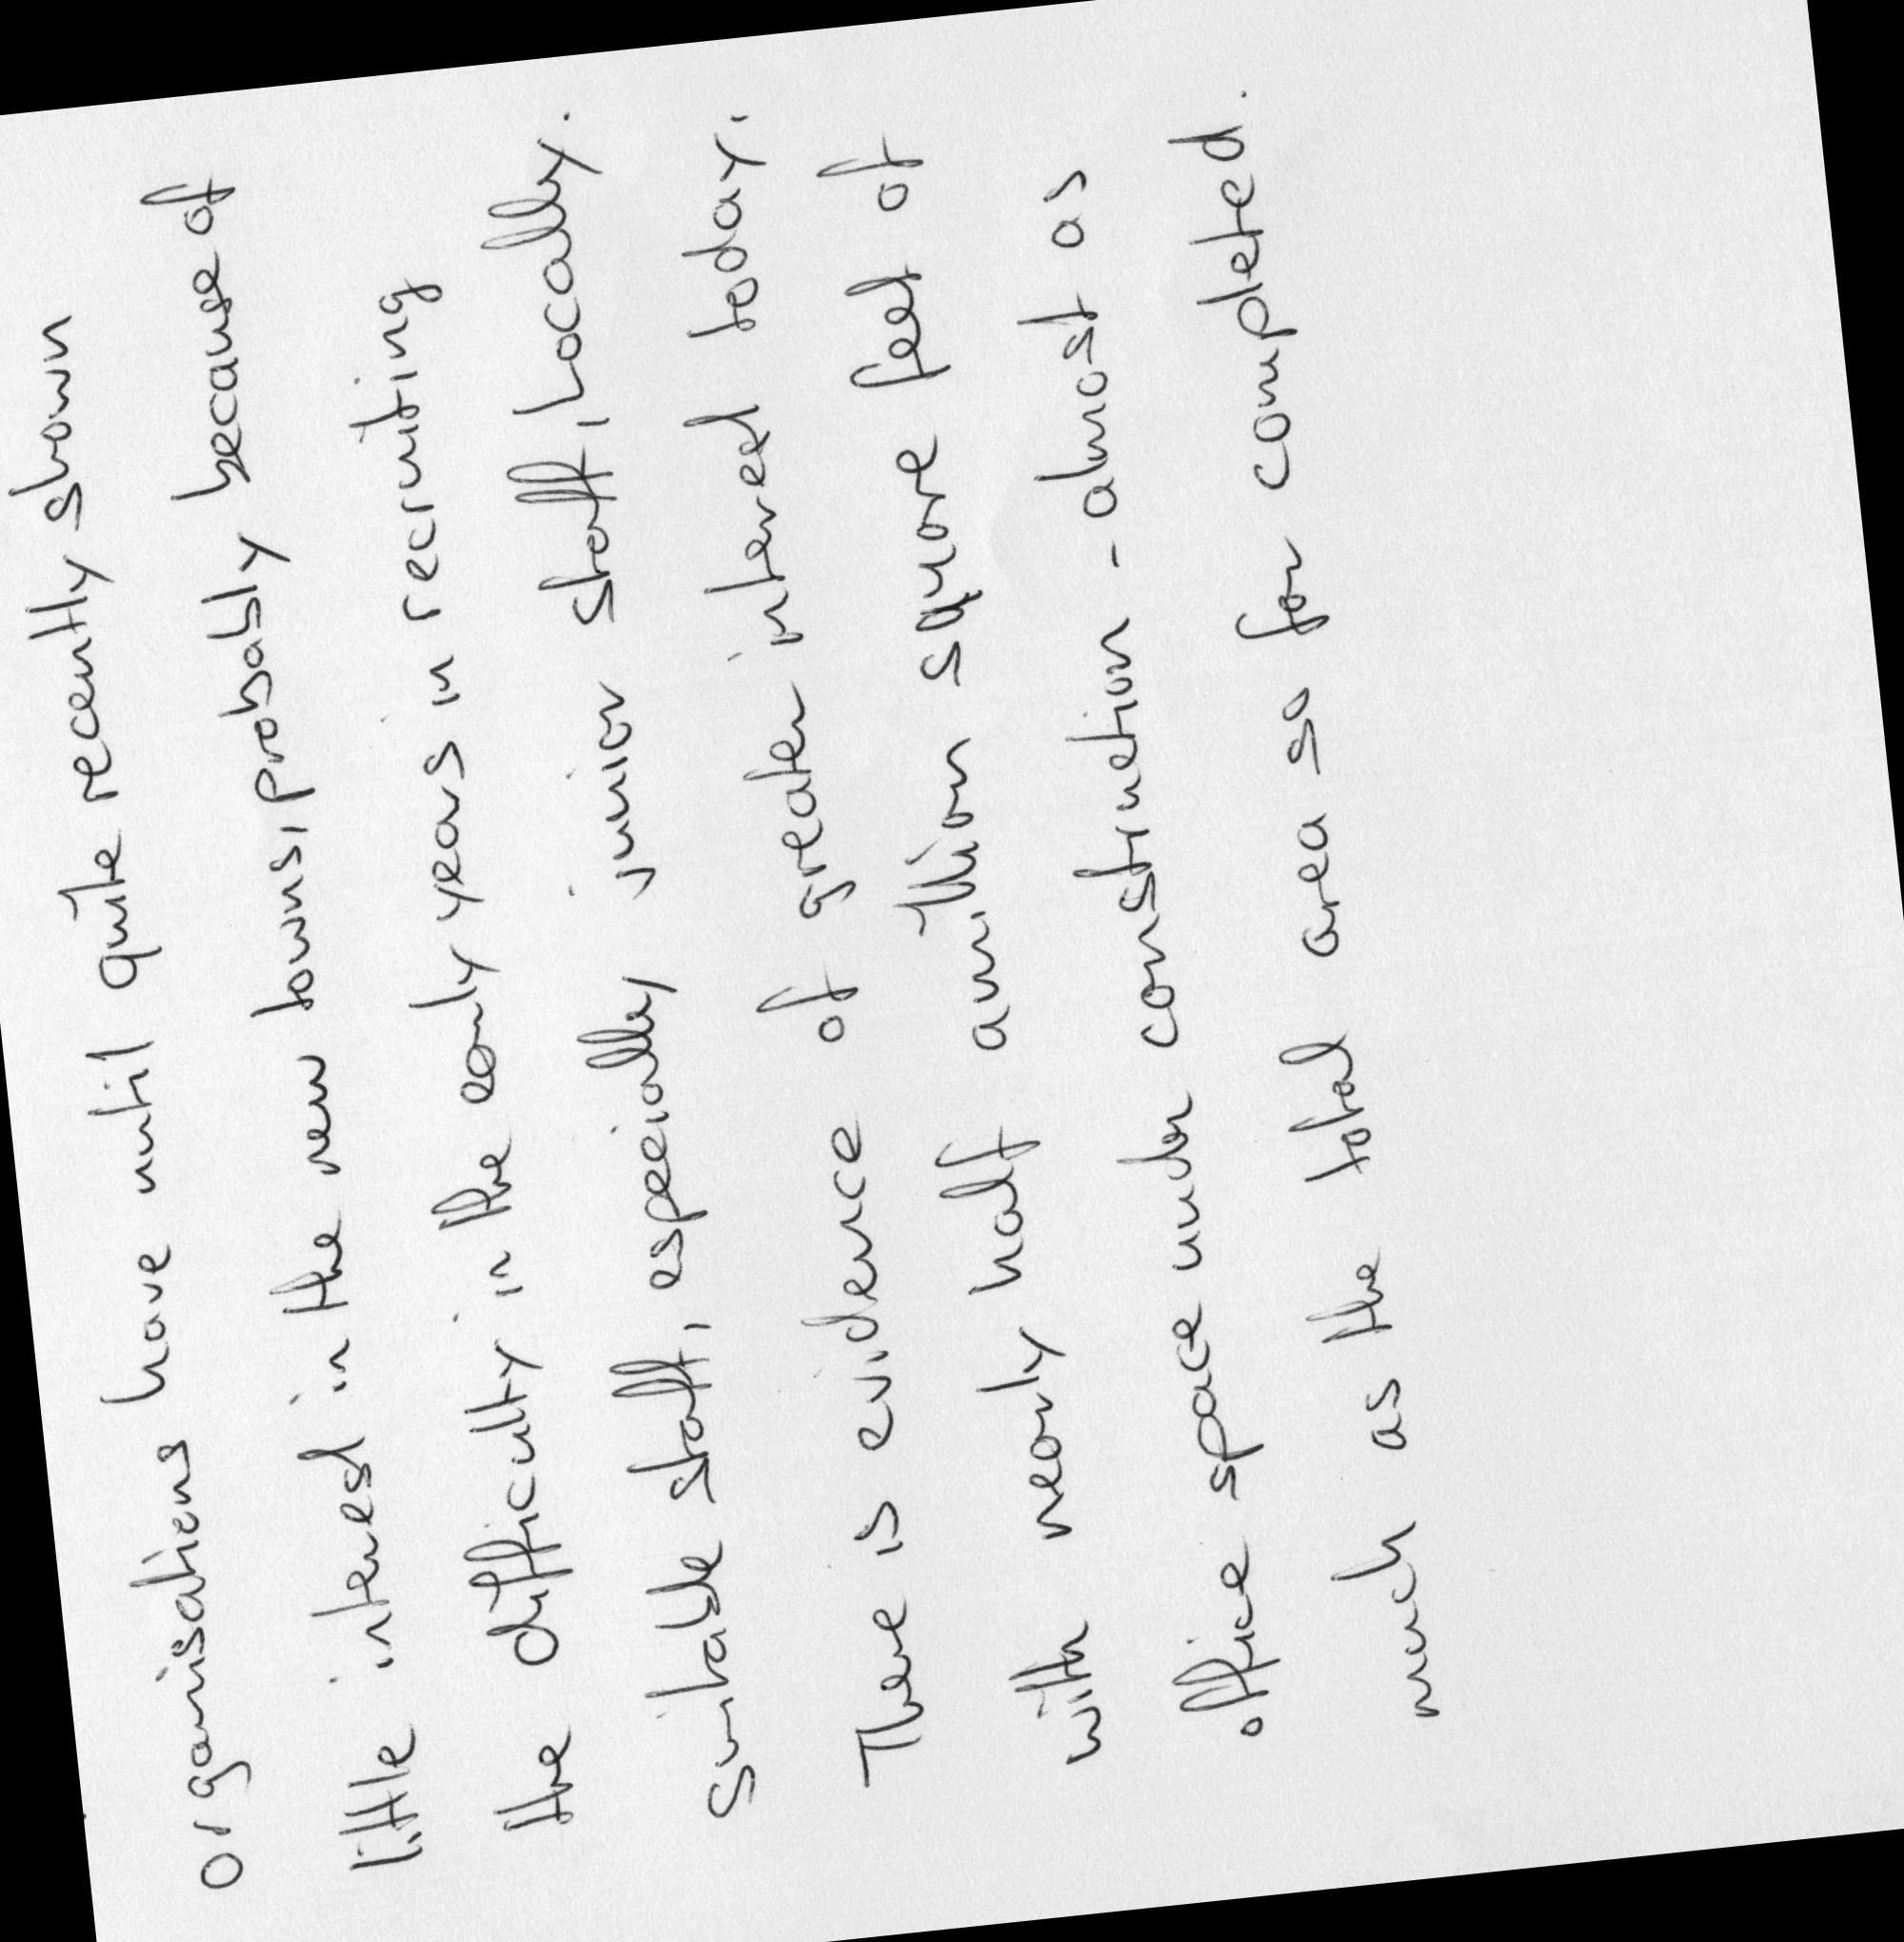 organisations have until quite recently shown
little interest in the new towns, probably because of
the difficulty in the early years in recruiting
suitable staff, especially junior staff, locally.
There is evidence of greater interest today.
with nearly half a million square feet of
office space under construction - almost as
much as the total area so far completed.